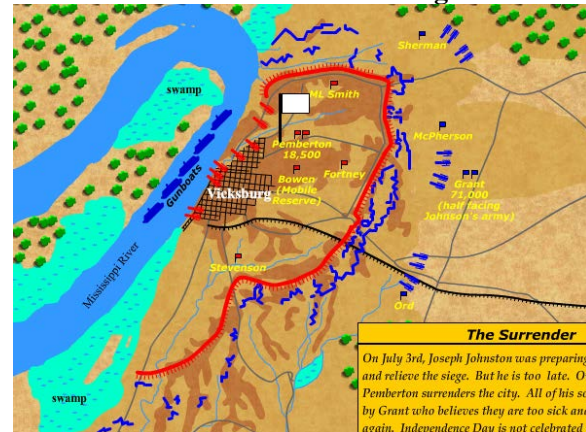 Sherman
swamp
ML Smith
McPherson
Pemberton
18,500
Gunboats
Bowen
(Mobile
Reserve)
Fortney
Grant
71,000
(half facing
Johnson's army)
Vicksburg
Stevenson
Mississippi River
Ord
swamp
The Surrender
On July 3rd, Joseph Johnston was preparing
and relieve the siege. But he is too late. O
Pemberton surrenders the city. All of his so
by Grant who believes they are too sick and
again. Independence Day is not celebrated